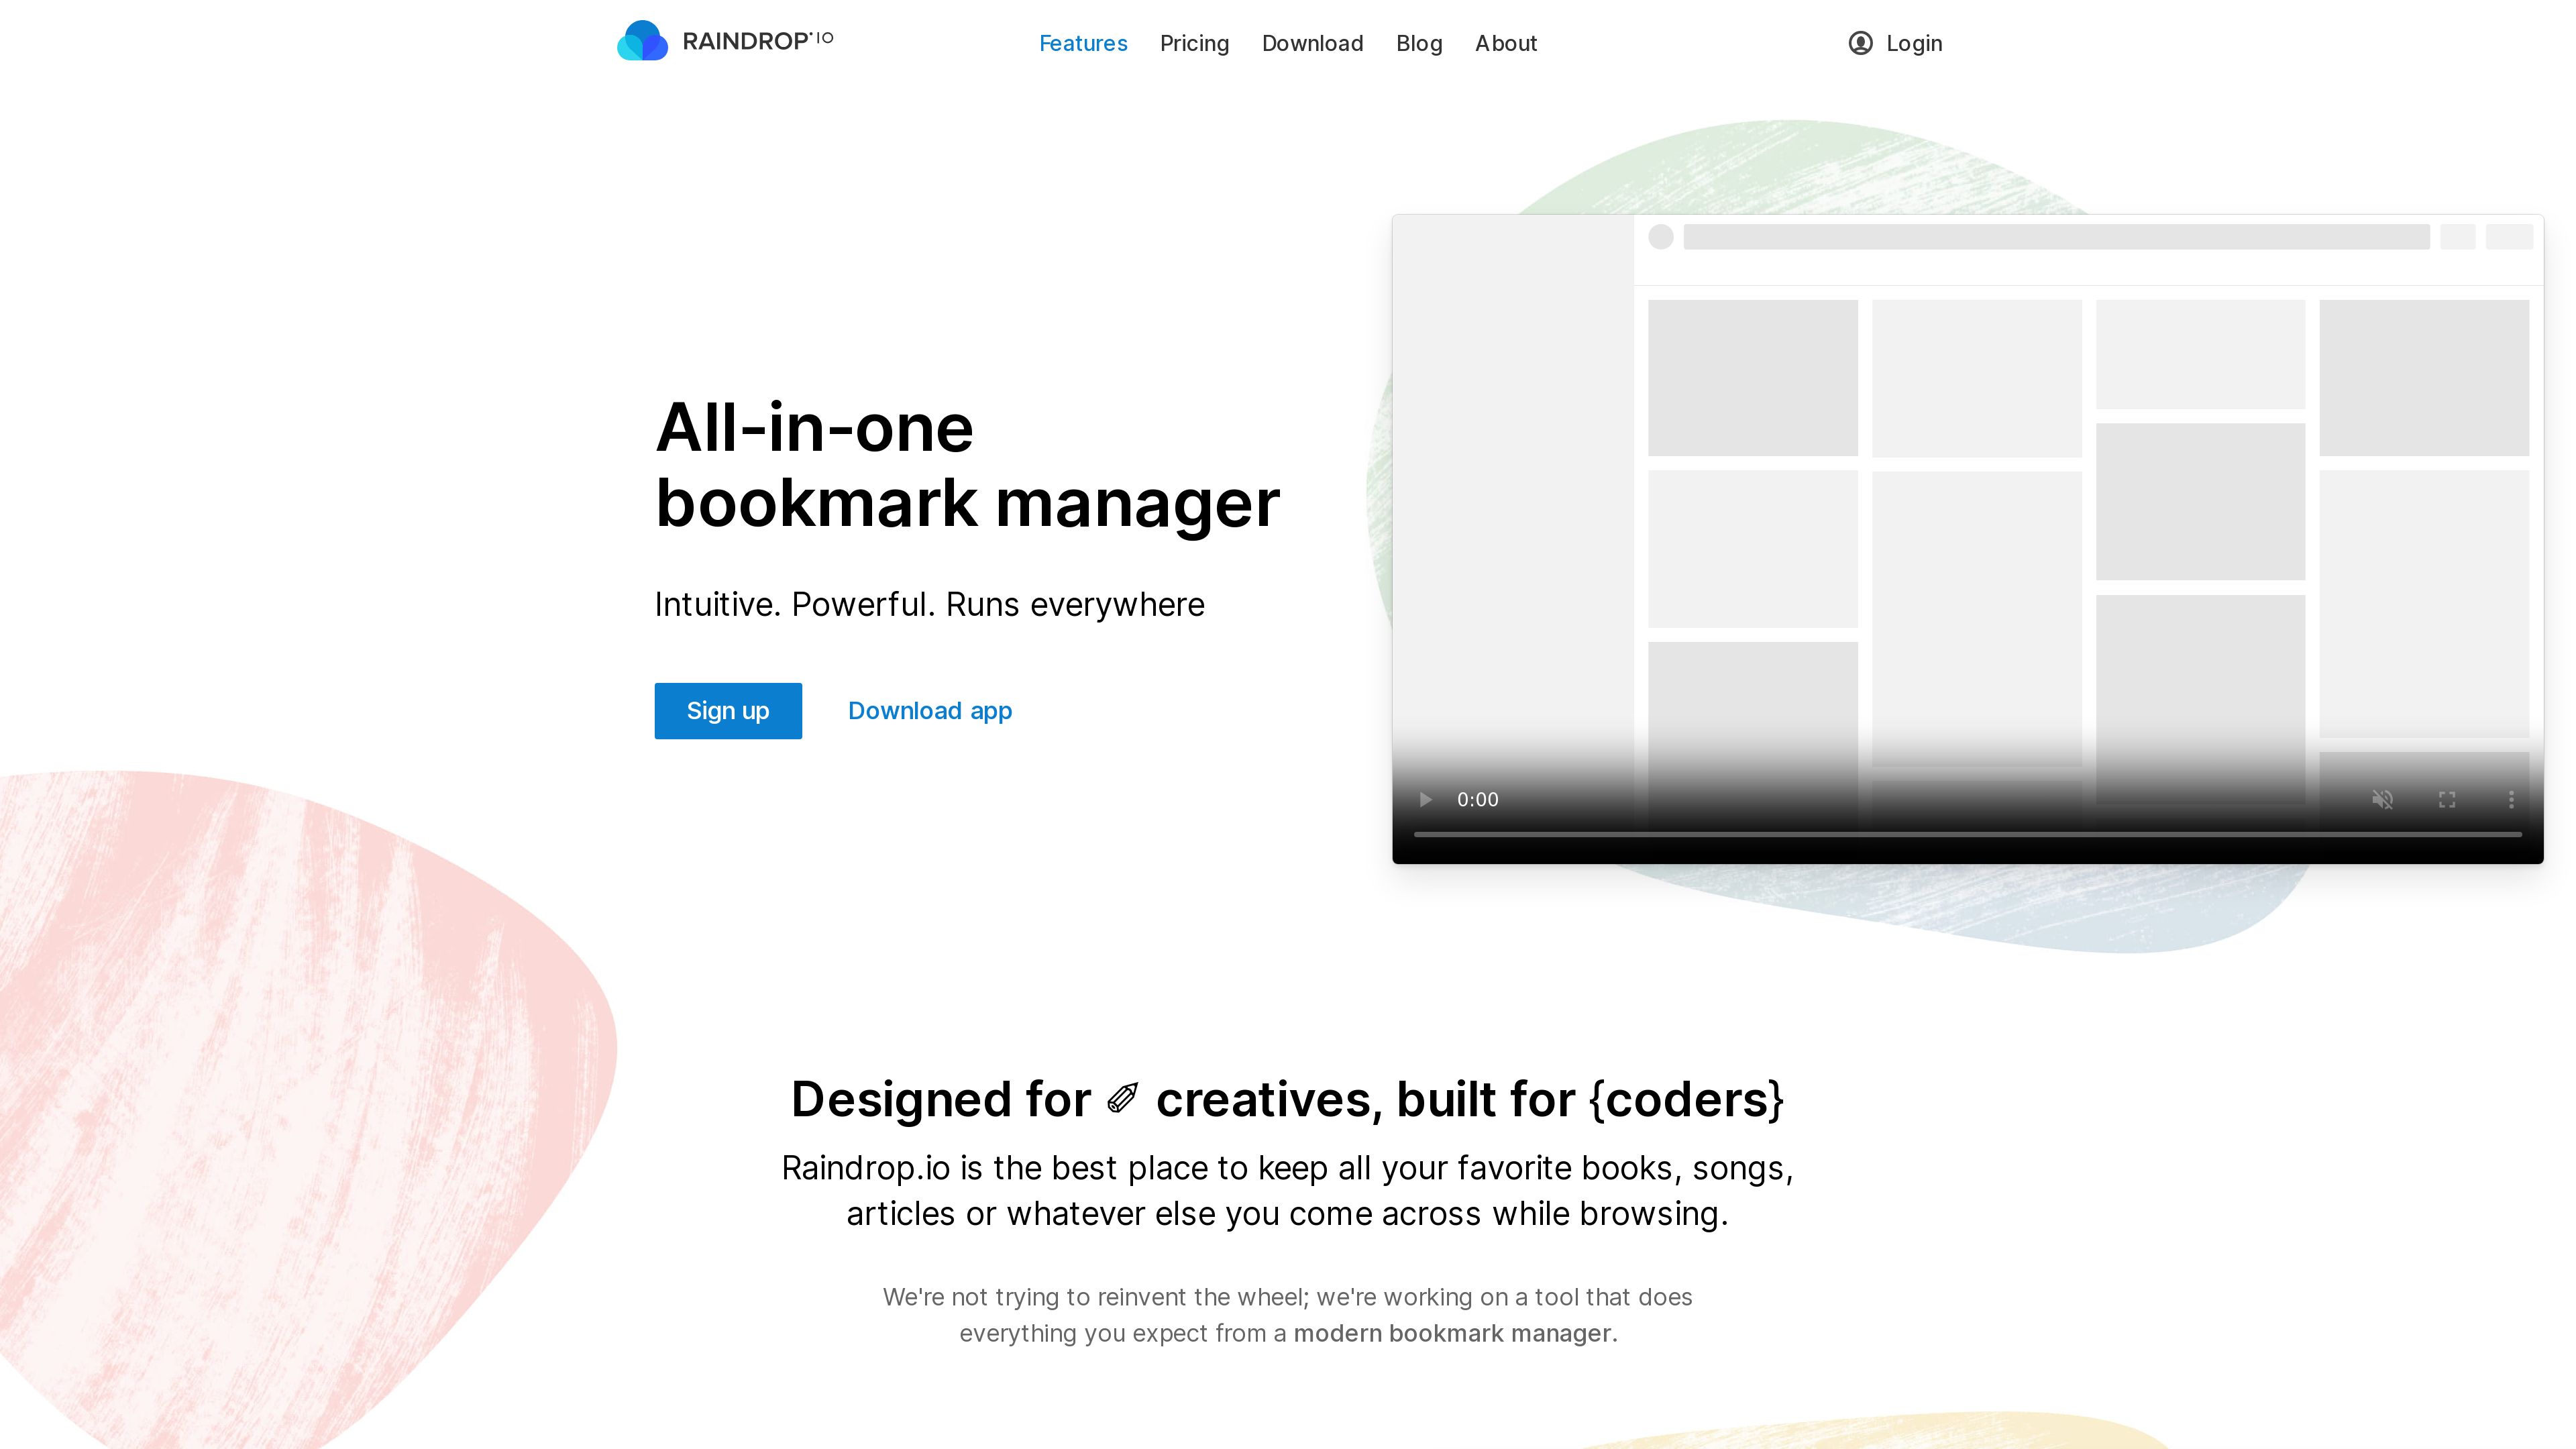 RAINDROP.IO
Features
Pricing
Download
Blog
About
Login
All-in-one
bookmark manager
Intuitive. Powerful. Runs everywhere
Sign up
Download app
0:00
Designed for ✐ creatives, built for {coders}
Raindrop.io is the best place to keep all your favorite books, songs,
articles or whatever else you come across while browsing.
We're not trying to reinvent the wheel; we're working on a tool that does
everything you expect from a modern bookmark manager.